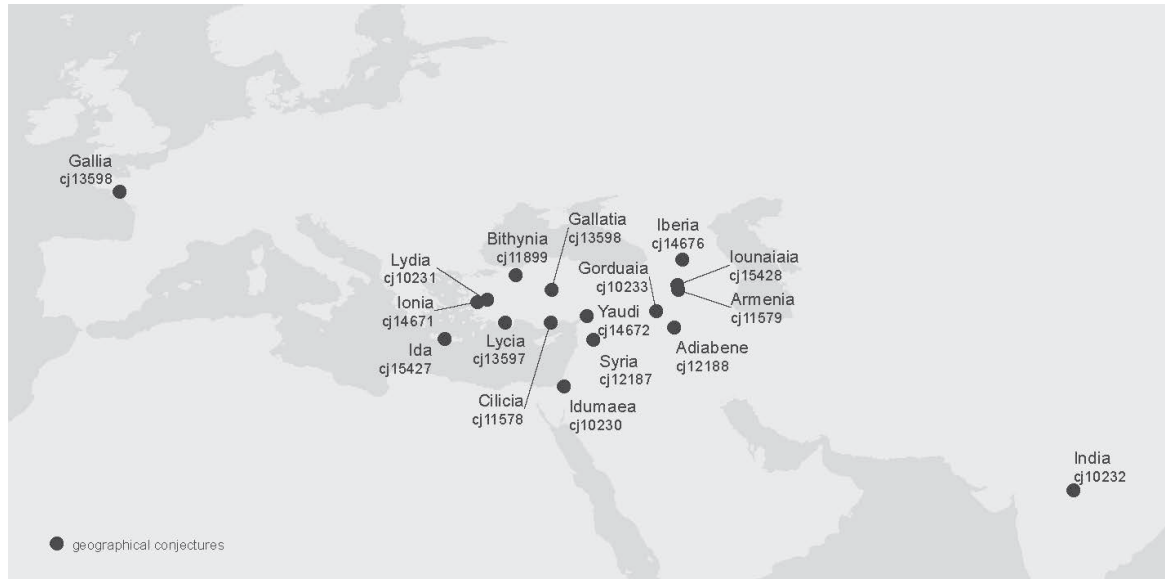 Gallia
cj13598
Gallatia
cj13598
Iberia
cj14676
Bithynia
cj11899
Lydia
cj10231
Gorduaia
cj10233
Iounaiaia
cj15428
Ionia
cj14671
Armenia
cj11579
Yaudi
cj14672
Ida
cj15427
Lycia
cj13597
Adiabene
cj12188
Syria
cj12187
Cilicia
cj11578
Idumaea
cj10230
India
cj10232
geographical conjectures